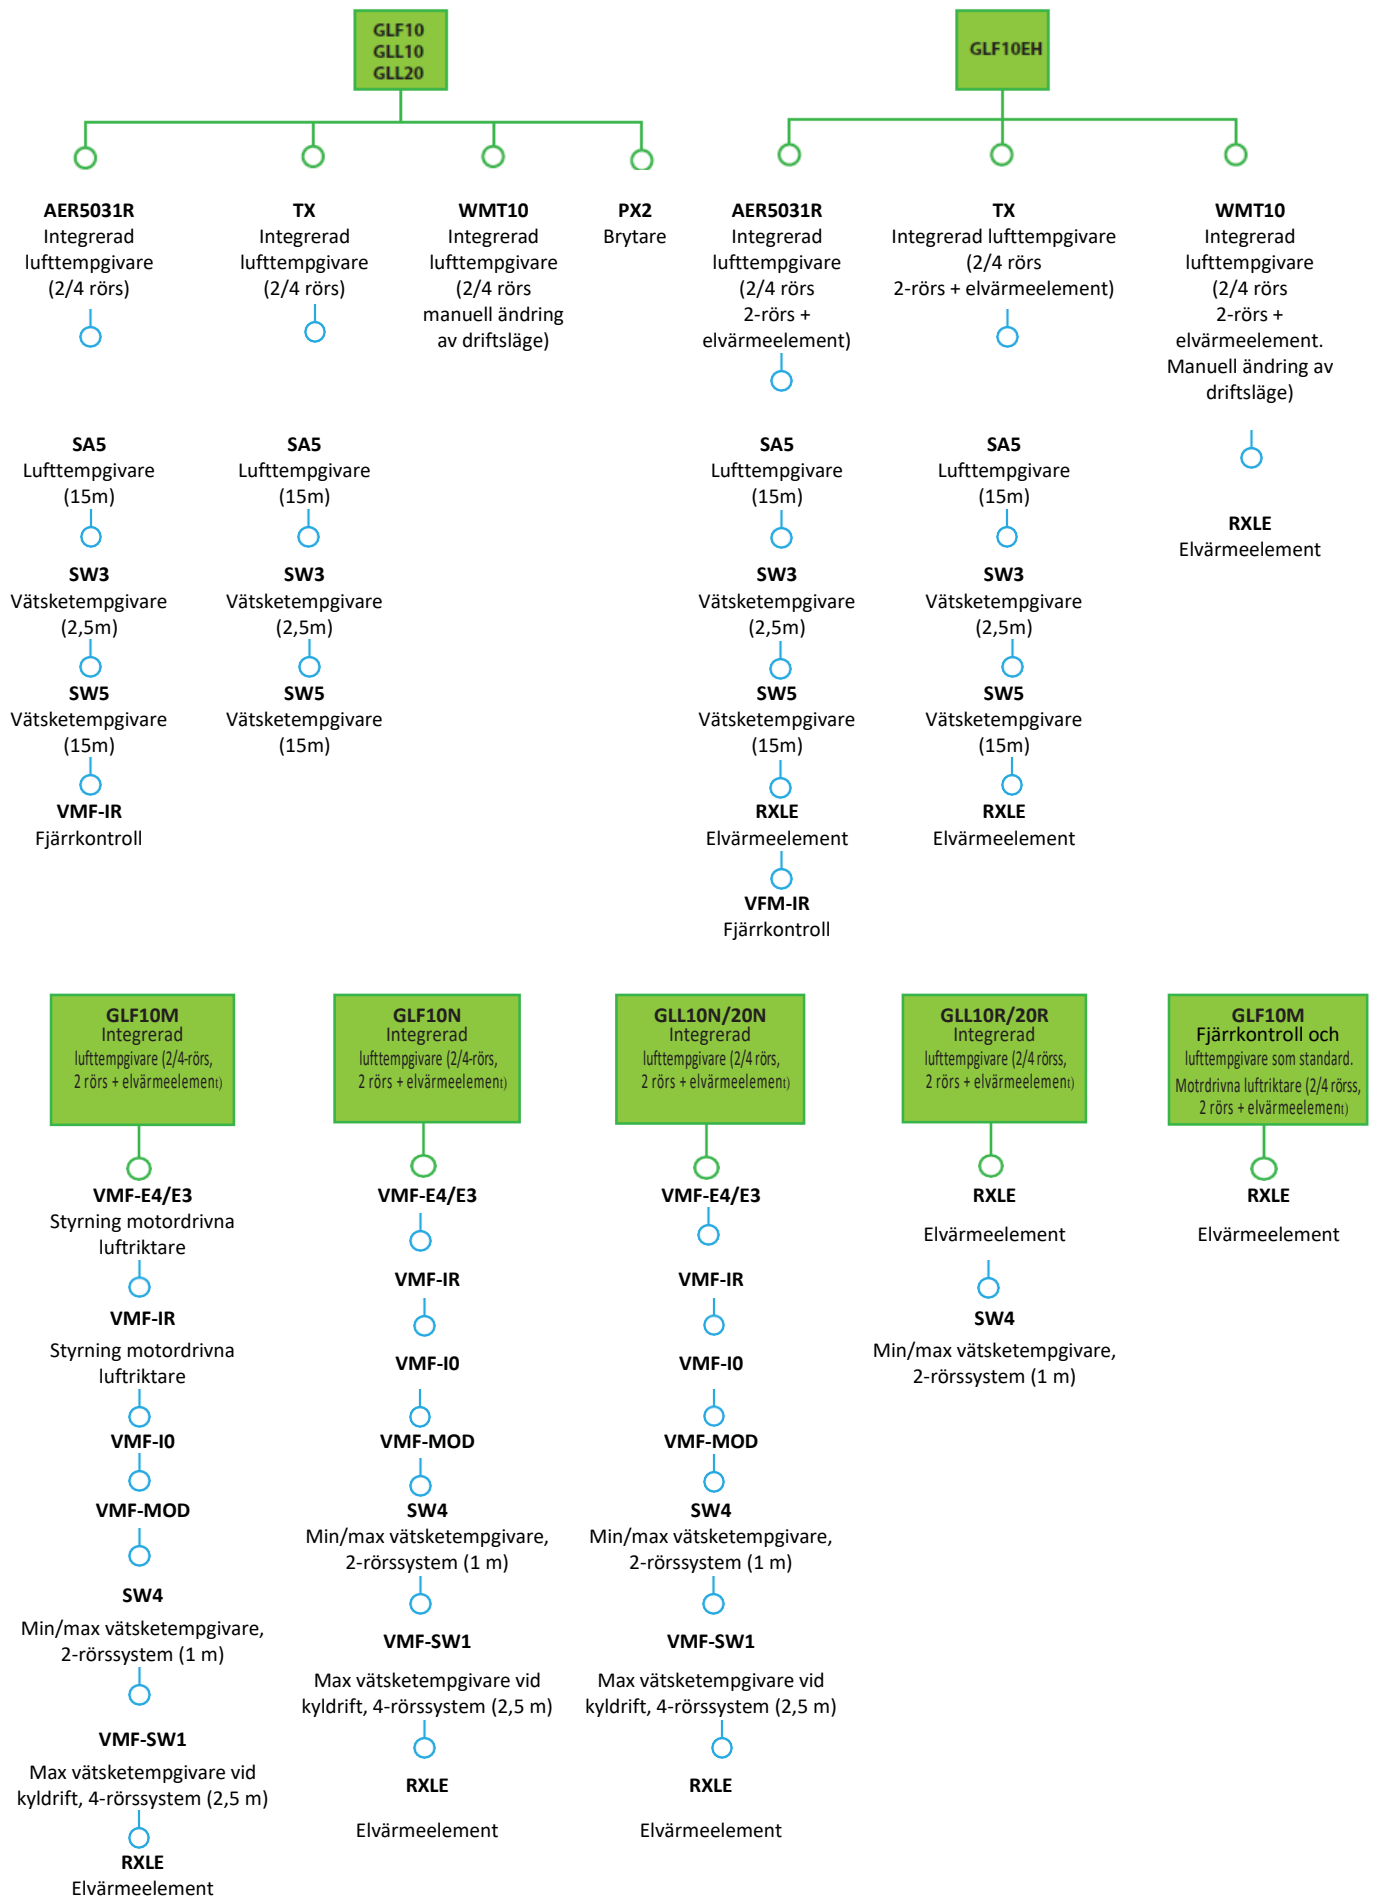 GLF10
GLL10
GLL20
GLF10EH
AER5031R
Integrerad
lufttempgivare
(2/4 rörs)
TX
Integrerad
lufttempgivare
(2/4 rörs)
WMT10
Integrerad
lufttempgivare
(2/4 rörs
manuell ändring
av driftsläge)
PX2
Brytare
AER5031R
Integrerad
lufttempgivare
(2/4 rörs
2-rörs +
elvärmeelement)
TX
Integrerad lufttempgivare
(2/4 rörs
2-rörs + elvärmeelement)
WMT10
Integrerad
lufttempgivare
(2/4 rörs
2-rörs +
elvärmeelement.
Manuell ändring av
driftsläge)
SA5
Lufttempgivare
(15m)
SW3
Vätsketempgivare
(2,5m)
SW5
Vätsketempgivare
(15m)
VMF-IR
Fjärrkontroll
SA5
Lufttempgivare
(15m)
SW3
Vätsketempgivare
(2,5m)
SW5
Vätsketempgivare
(15m)
SA5
Lufttempgivare
(15m)
SW3
Vätsketempgivare
(2,5m)
SW5
Vätsketempgivare
(15m)
RXLE
Elvärmeelement
VFM-IR
Fjärrkontroll
SA5
Lufttempgivare
(15m)
SW3
Vätsketempgivare
(2,5m)
SW5
Vätsketempgivare
(15m)
RXLE
Elvärmeelement
RXLE
Elvärmeelement
GLF10M
Integrerad
lufttempgivare (2/4-rörs,
2 rörs + elvärmeelement)
VMF-E4/E3
Styrning motordrivna
luftriktare
VMF-IR
Styrning motordrivna
luftriktare
VMF-I0
VMF-MOD
SW4
Min/max vätsketempgivare,
2-rörssystem (1 m)
VMF-SW1
Max vätsketempgivare vid
kyldrift, 4-rörssystem (2,5 m)
RXLE
Elvärmeelement
GLF10N
Integrerad
lufttempgivare (2/4-rörs,
2 rörs + elvärmeelement)
VMF-E4/E3
VMF-IR
VMF-I0
VMF-MOD
SW4
Min/max vätsketempgivare,
2-rörssystem (1 m)
VMF-SW1
Max vätsketempgivare vid
kyldrift, 4-rörssystem (2,5 m)
RXLE
Elvärmeelement
GLL10N/20N
Integrerad
lufttempgivare (2/4 rörs,
2 rörs + elvärmeelement)
VMF-E4/E3
VMF-IR
VMF-I0
VMF-MOD
SW4
Min/max vätsketempgivare,
2-rörssystem (1 m)
VMF-SW1
Max vätsketempgivare vid
kyldrift, 4-rörssystem (2,5 m)
RXLE
Elvärmeelement
GLL10R/20R
Integrerad
lufttempgivare (2/4 rörss,
2 rörs + elvärmeelement)
RXLE
Elvärmeelement
SW4
Min/max vätsketempgivare,
2-rörssystem (1 m)
GLF10M
Fjärrkontroll och
lufttempgivare som standard.
Motrdrivna luftriktare (2/4 rörss,
2 rörs + elvärmeelement)
RXLE
Elvärmeelement